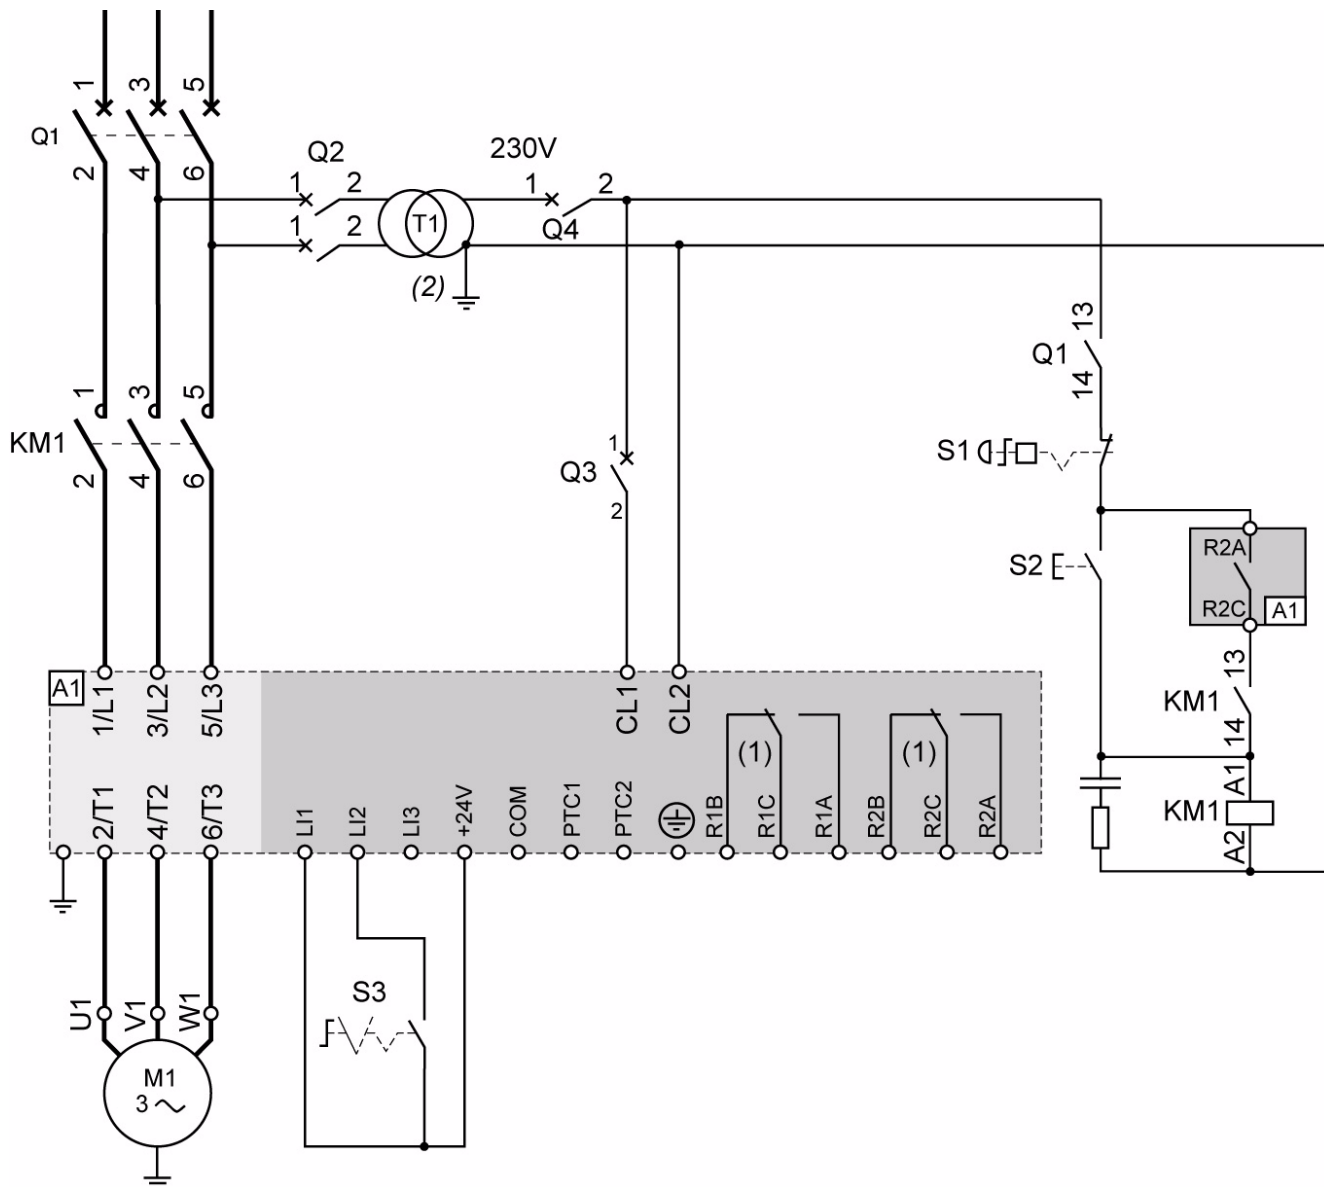 1
3
5
Q1
2
4
6
Q2
230V
1
2
1
2
Q4
1
2
T1
(2)
13
Q1
14
1
3
5
KM1
2
4
6
1
Q3
2
S1
S2
R2A
R2C
A1
13
KM1
14
A1
KM1
A2
A1
1/L1
3/L2
5/L3
CL1
CL2
(1)
(1)
2/T1
4/T2
6/T3
LI1
LI2
LI3
+24V
COM
PTC1
PTC2
R1B
R1C
R1A
R2B
R2C
R2A
S3
U1
V1
W1
M1
3